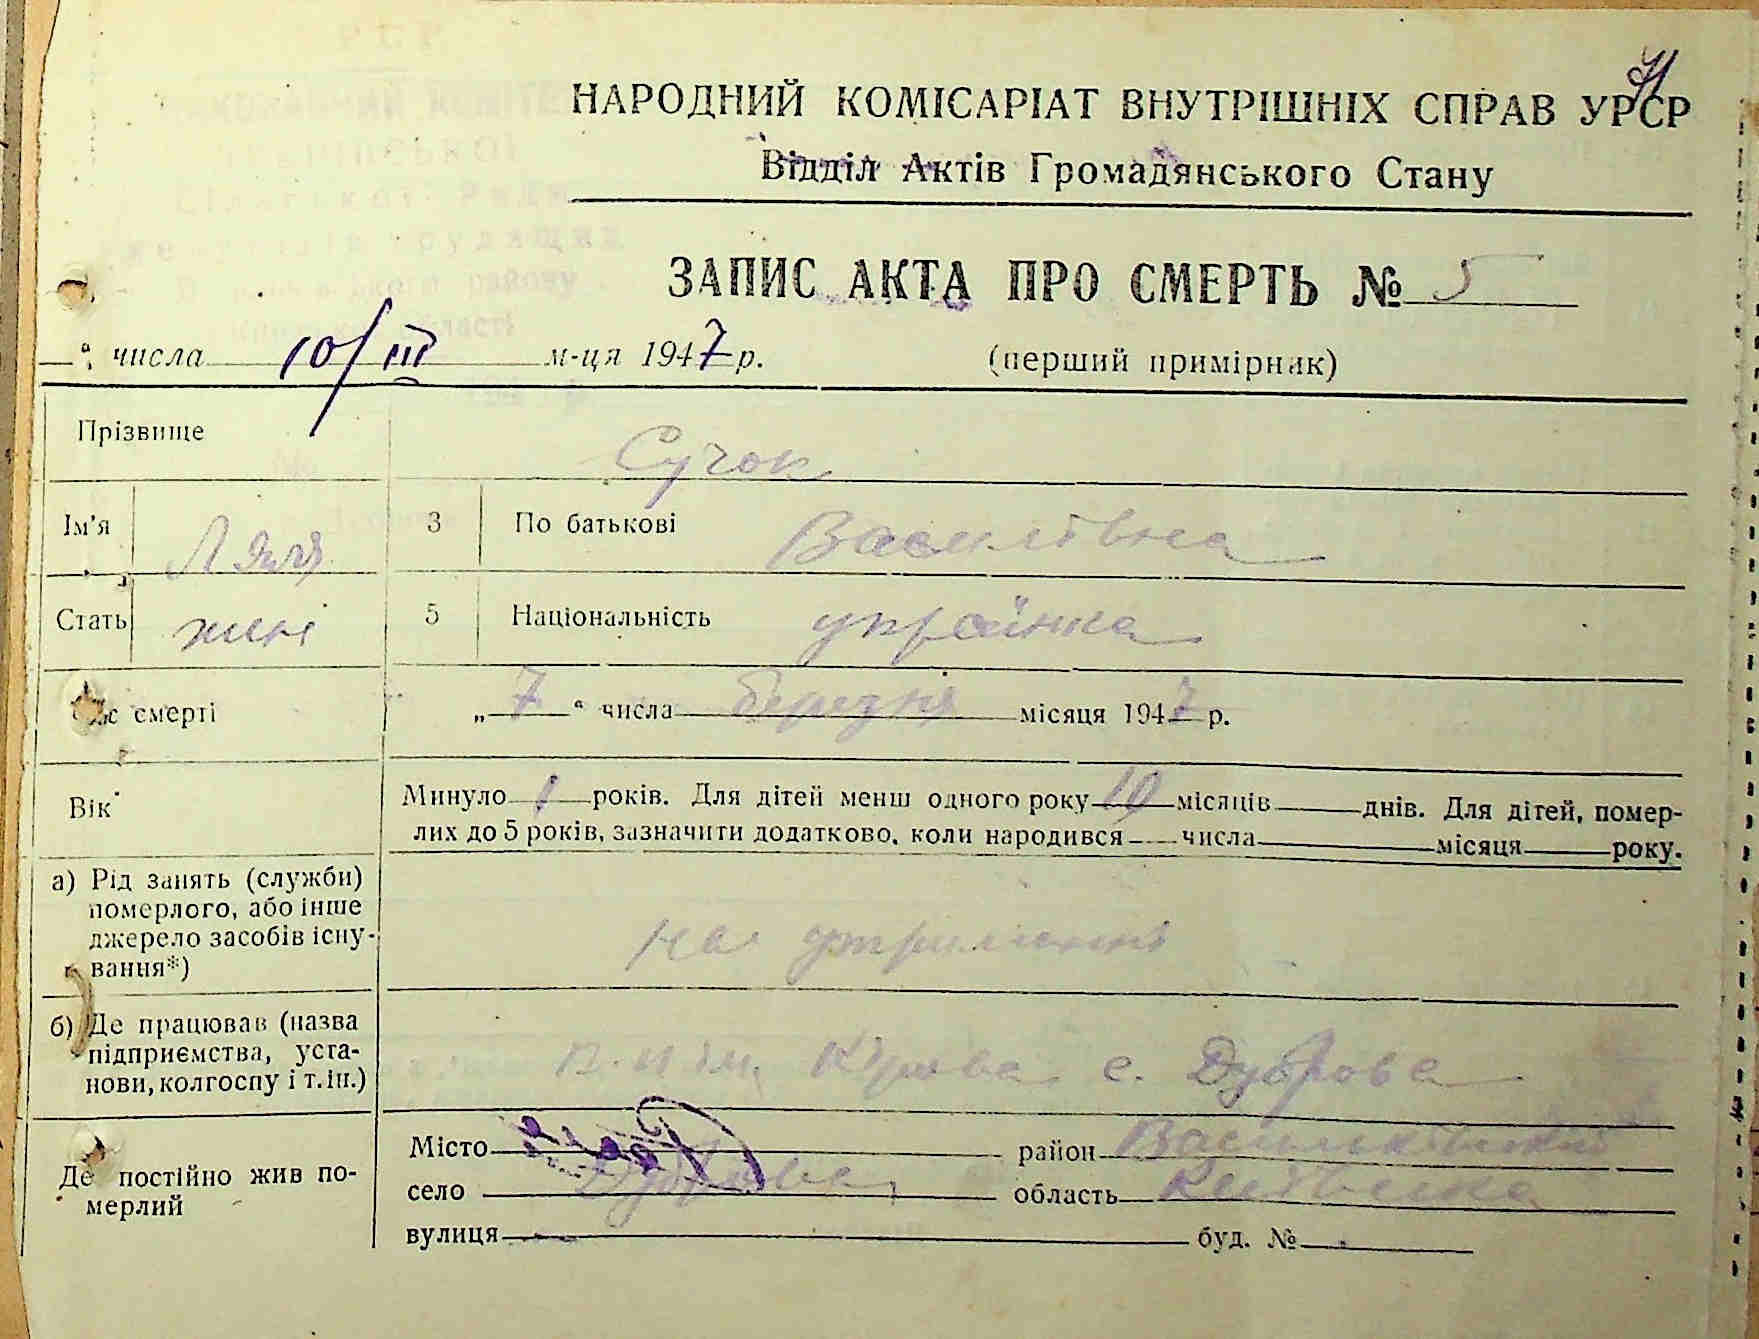 НАРОДНИЙ КОМІСАРІАТ ВНУТРІШНІХ СПРАВ УРСР
Відділ Актів Громадянського Стану
ЗАПИС АКТА ПРО СМЕРТЬ № 5
" числа 10/III м-ця 1947 р. (перший примірник)
Прізвище Сучок
Ім'я 3 По батькові Василівна
Стать жін 5 Національність українка
Час смерті „7" числа березня місяця 1947 р.
Вік Минуло 1 років. Для дітей менш одного року 10 місяців днів. Для дітей, помер-
лих до 5 років, зазначити додатково, коли народився числа місяця року.
а) Рід занять (служби)
померлого, або інше
джерело засобів існу-
вання*)
на утриманні
б) Де працював (назва
підприємства, уста-
нови, колгоспу і т.ін.)
ім. Кірова с. Дуброва
Де постійно жив по-
мерлий
Місто район Васильківський
село Дуброва область Київська
вулиця буд. №